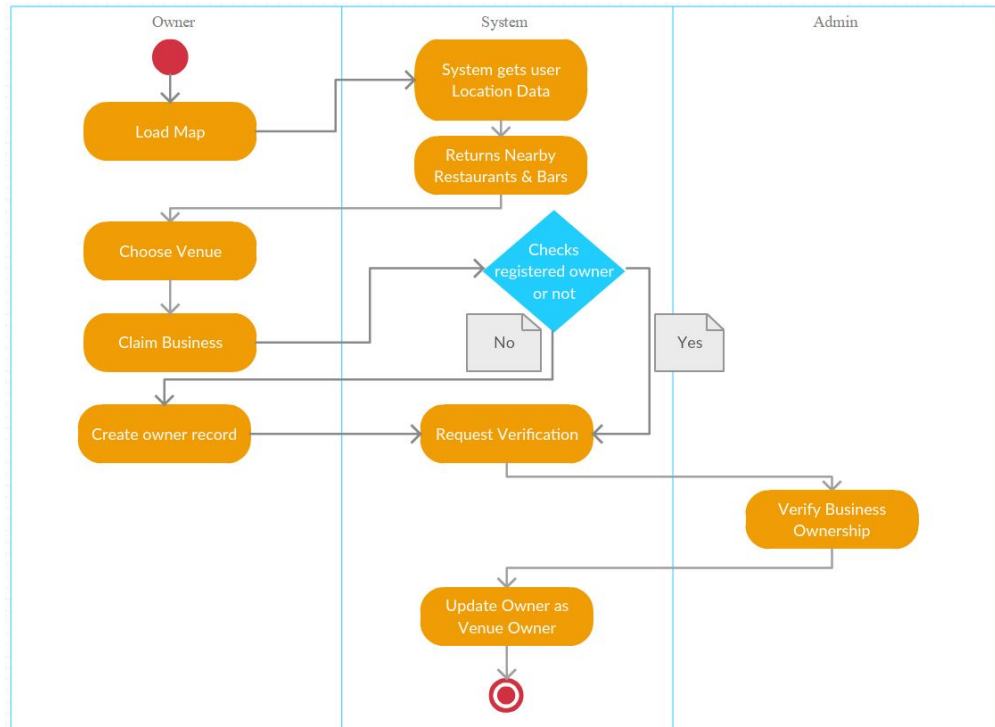 Owner
System
Admin
System gets user
Location Data
Load Map
Returns Nearby
Restaurants & Bars
Choose Venue
Checks
registered owner
or not
Claim Business
No
Yes
Create owner record
Request Verification
Verify Business
Ownership
Update Owner as
Venue Owner